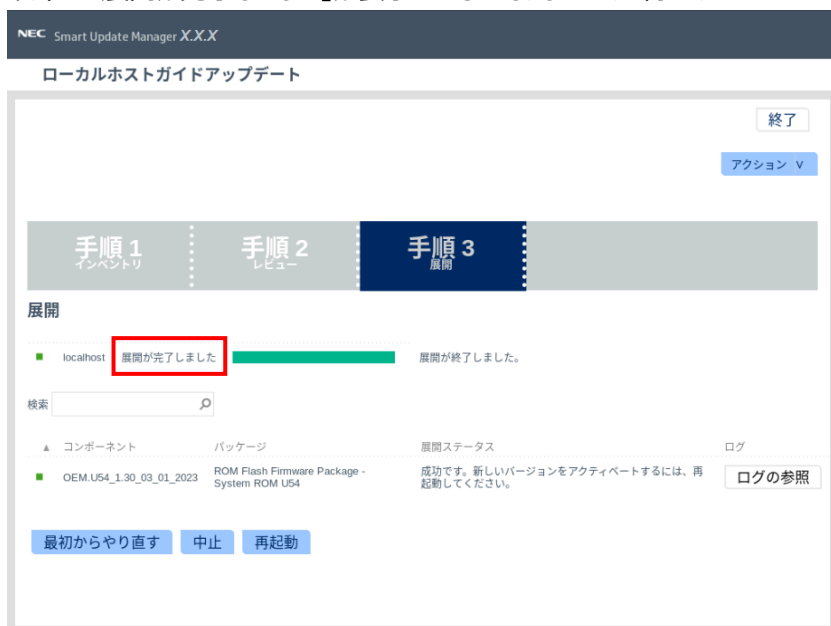 NEC Smart Update Manager X.X.X
ローカルホストガイドアップデート
終了
アクション ∨
手順 1
インベントリ
手順 2
レビュー
手順 3
展開
展開
localhost 展開が完了しました 展開が終了しました。
検索
▲ コンポーネント パッケージ 展開ステータス ログ
OEM.U54_1.30_03_01_2023 ROM Flash Firmware Package - System ROM U54 成功です。新しいバージョンをアクティベートするには、再起動してください。 ログの参照
最初からやり直す 中止 再起動